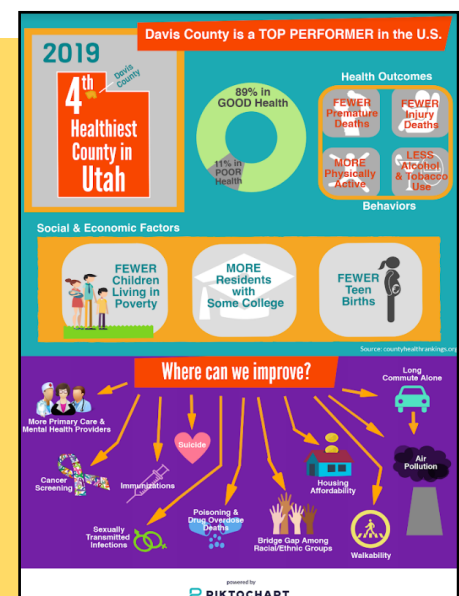 Davis County is a TOP PERFORMER in the U.S.
2019
Davis
County
4th
Healthiest
County in
Utah
89% in
GOOD Health
11% in
POOR
Health
Health Outcomes
FEWER
Premature
Deaths
FEWER
Injury
Deaths
MORE
Physically
Active
LESS
Alcohol
& Tobacco
Use
Behaviors
Social & Economic Factors
FEWER
Children
Living in
Poverty
MORE
Residents
with
Some College
FEWER
Teen
Births
Source: countyhealthrankings.org
Where can we improve?
Long
Commute Alone
More Primary Care &
Mental Health Providers
Suicide
Air
Pollution
Cancer
Screening
Immunizations
Housing
Affordability
Sexually
Transmitted
Infections
Poisoning &
Drug Overdose
Deaths
Bridge Gap Among
Racial/Ethnic Groups
Walkability
powered by
PIKTOCHART